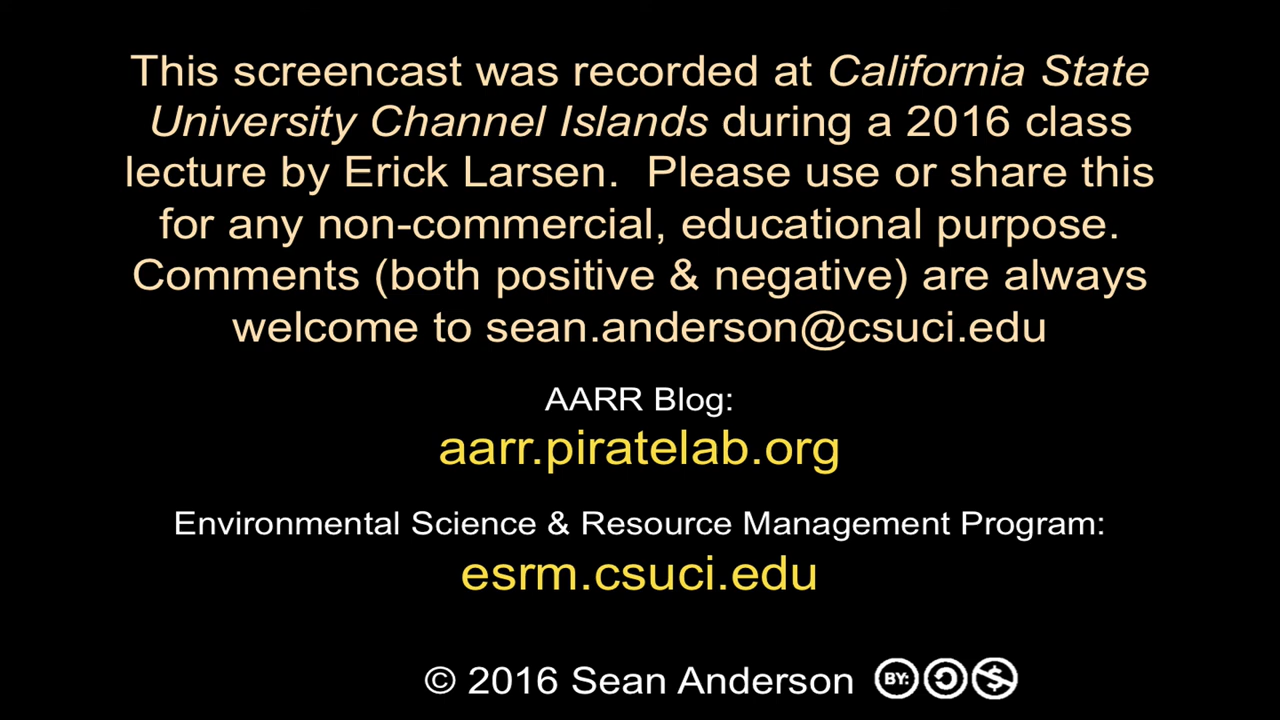 This screencast was recorded at California State
University Channel Islands during a 2016 class
lecture by Erick Larsen.  Please use or share this
for any non-commercial, educational purpose.
Comments (both positive & negative) are always
welcome to sean.anderson@csuci.edu
AARR Blog:
aarr.piratelab.org
Environmental Science & Resource Management Program:
esrm.csuci.edu
© 2016 Sean Anderson BY: $